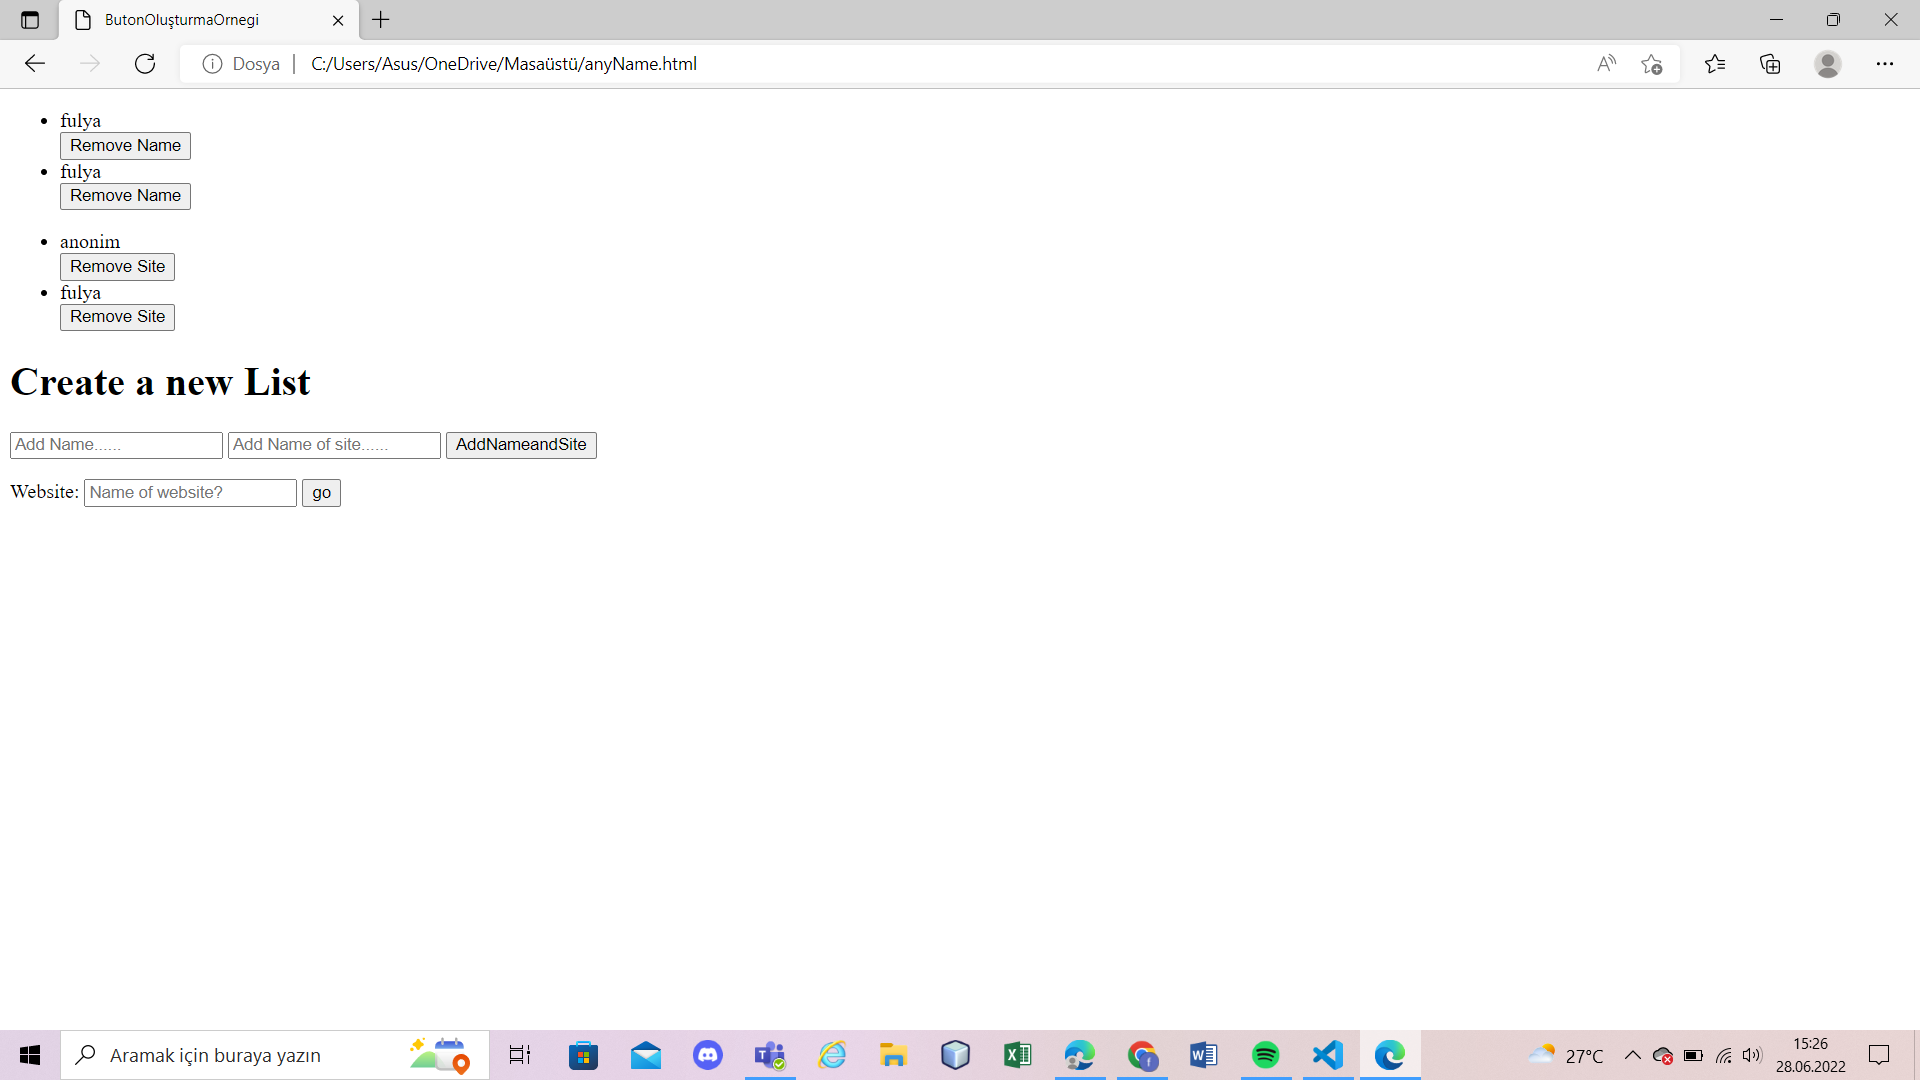 ButonOluşturmaOrnegi
Dosya | C:/Users/Asus/OneDrive/Masaüstü/anyName.html
fulya
Remove Name
fulya
Remove Name
anonim
Remove Site
fulya
Remove Site
Create a new List
Add Name...... Add Name of site...... AddNameandSite
Website: Name of website? go
Aramak için buraya yazın
27°C
15:26
28.06.2022